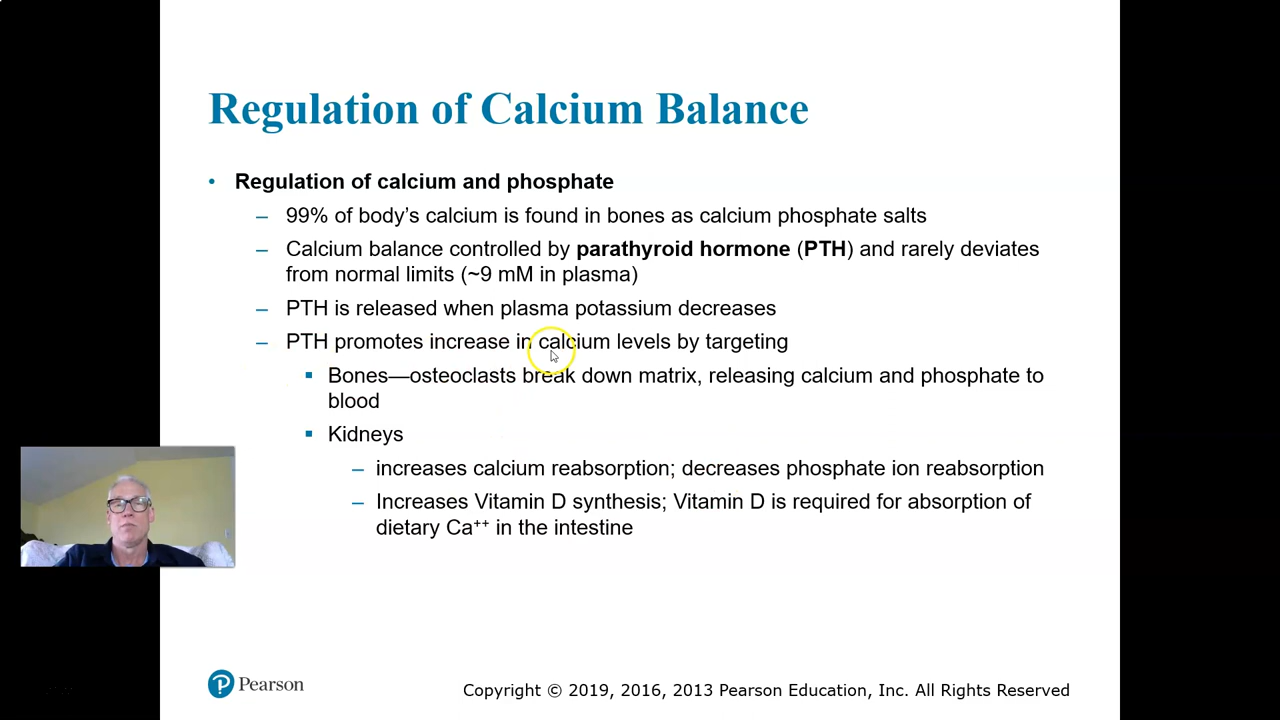 Regulation of Calcium Balance
• Regulation of calcium and phosphate
– 99% of body's calcium is found in bones as calcium phosphate salts
– Calcium balance controlled by parathyroid hormone (PTH) and rarely deviates
from normal limits (~9 mM in plasma)
– PTH is released when plasma potassium decreases
– PTH promotes increase in calcium levels by targeting
▪ Bones—osteoclasts break down matrix, releasing calcium and phosphate to
blood
▪ Kidneys
– increases calcium reabsorption; decreases phosphate ion reabsorption
– Increases Vitamin D synthesis; Vitamin D is required for absorption of
dietary Ca⁺⁺ in the intestine
P Pearson
Copyright © 2019, 2016, 2013 Pearson Education, Inc. All Rights Reserved